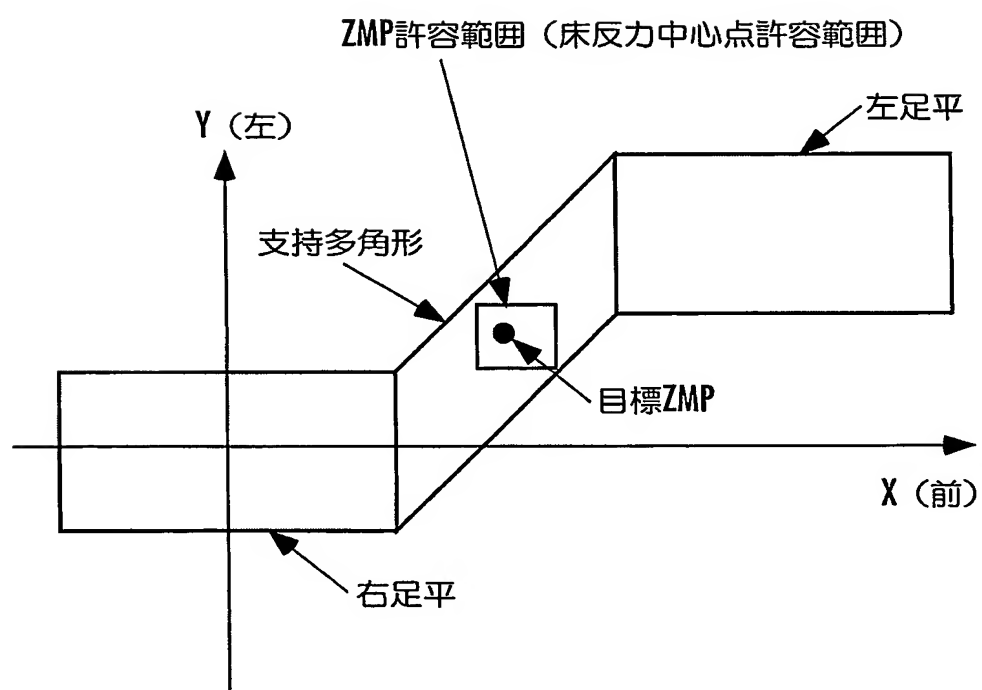 ZMP許容範囲（床反力中心点許容範囲）
左足平
Y（左）
支持多角形
目標ZMP
X（前）
右足平